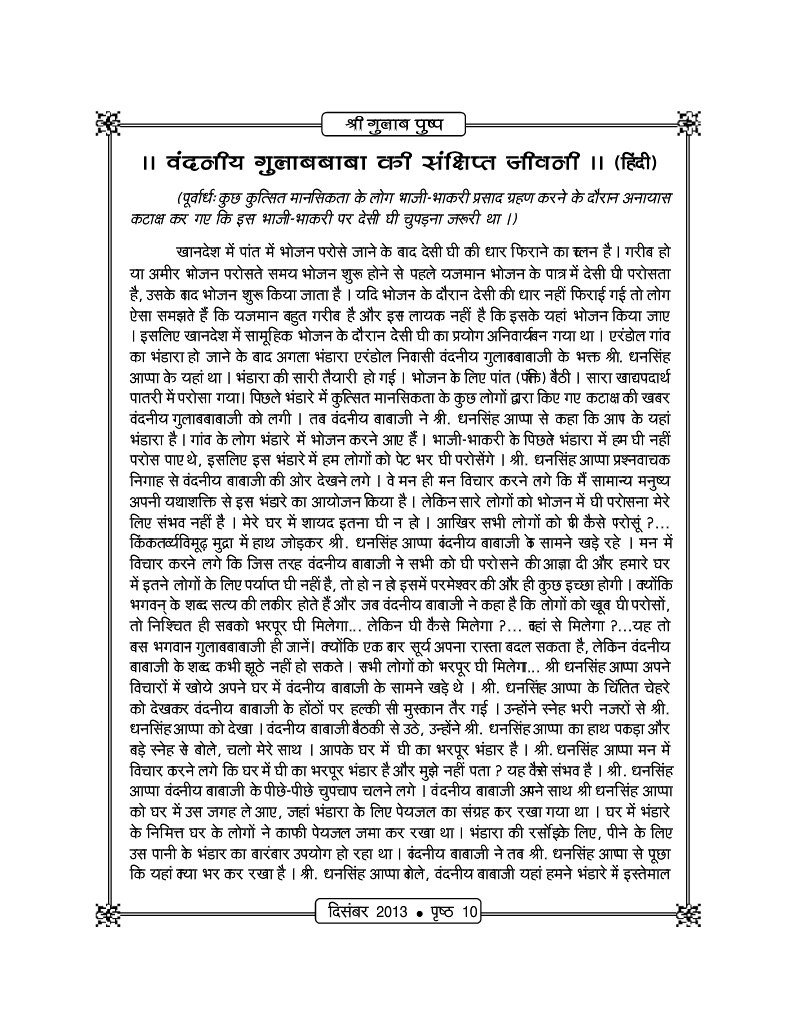 श्री गुलाब पुष्प
।। वंदनीय गुलाबबाबा की संक्षिप्त जीवनी ।। (हिंदी)
(पूर्वार्ध: कुछ कुत्सित मानसिकता के लोग भाजी-भाकरी प्रसाद ग्रहण करने के दौरान अनायास
कटाक्ष कर गए कि इस भाजी-भाकरी पर देसी घी चुपड़ना जरूरी था ।)
खानदेश में पांत में भोजन परोसे जाने के बाद देसी घी की धार फिराने का चलन है । गरीब हो
या अमीर भोजन परोसते समय भोजन शुरू होने से पहले यजमान भोजन के पात्र में देसी घी परोसता
है, उसके बाद भोजन शुरू किया जाता है । यदि भोजन के दौरान देसी की धार नहीं फिराई गई तो लोग
ऐसा समझते हैं कि यजमान बहुत गरीब है और इस लायक नहीं है कि इसके यहां भोजन किया जाए
। इसलिए खानदेश में सामूहिक भोजन के दौरान देसी घी का प्रयोग अनिवार्य बन गया था । एरंडोल गांव
का भंडारा हो जाने के बाद अगला भंडारा एरंडोल निवासी वंदनीय गुलाबबाबाजी के भक्त श्री. धनसिंह
आप्पा के यहां था । भंडारा की सारी तैयारी हो गई । भोजन के लिए पांत (पंक्ति) बैठी । सारा खाद्यपदार्थ
पातरी में परोसा गया। पिछले भंडारे में कुत्सित मानसिकता के कुछ लोगों द्वारा किए गए कटाक्ष की खबर
वंदनीय गुलाबबाबाजी को लगी । तब वंदनीय बाबाजी ने श्री. धनसिंह आप्पा से कहा कि आप के यहां
भंडारा है । गांव के लोग भंडारे में भोजन करने आए हैं । भाजी-भाकरी के पिछले भंडारा में हम घी नहीं
परोस पाए थे, इसलिए इस भंडारे में हम लोगों को पेट भर घी परोसेंगे । श्री. धनसिंह आप्पा प्रश्नवाचक
निगाह से वंदनीय बाबाजी की ओर देखने लगे । वे मन ही मन विचार करने लगे कि मैं सामान्य मनुष्य
अपनी यथाशक्ति से इस भंडारे का आयोजन किया है । लेकिन सारे लोगों को भोजन में घी परोसना मेरे
लिए संभव नहीं है । मेरे घर में शायद इतना घी न हो । आखिर सभी लोगों को घी कैसे परोसूं ?...
किंकतर्व्यविमूढ़ मुद्रा में हाथ जोड़कर श्री. धनसिंह आप्पा वंदनीय बाबाजी के सामने खड़े रहे । मन में
विचार करने लगे कि जिस तरह वंदनीय बाबाजी ने सभी को घी परोसने की आज्ञा दी और हमारे घर
में इतने लोगों के लिए पर्याप्त घी नहीं है, तो हो न हो इसमें परमेश्वर की और ही कुछ इच्छा होगी । क्योंकि
भगवन् के शब्द सत्य की लकीर होते हैं और जब वंदनीय बाबाजी ने कहा है कि लोगों को खूब घी परोसों,
तो निश्चित ही सबको भरपूर घी मिलेगा... लेकिन घी कैसे मिलेगा ?... कहां से मिलेगा ?...यह तो
बस भगवान गुलाबबाबाजी ही जानें। क्योंकि एक बार सूर्य अपना रास्ता बदल सकता है, लेकिन वंदनीय
बाबाजी के शब्द कभी झूठे नहीं हो सकते । सभी लोगों को भरपूर घी मिलेगा... श्री धनसिंह आप्पा अपने
विचारों में खोये अपने घर में वंदनीय बाबाजी के सामने खड़े थे । श्री. धनसिंह आप्पा के चिंतित चेहरे
को देखकर वंदनीय बाबाजी के होंठों पर हल्की सी मुस्कान तैर गई । उन्होंने स्नेह भरी नजरों से श्री.
धनसिंह आप्पा को देखा । वंदनीय बाबाजी बैठकी से उठे, उन्होंने श्री. धनसिंह आप्पा का हाथ पकड़ा और
बड़े स्नेह से बोले, चलो मेरे साथ । आपके घर में घी का भरपूर भंडार है । श्री. धनसिंह आप्पा मन में
विचार करने लगे कि घर में घी का भरपूर भंडार है और मुझे नहीं पता ? यह कैसे संभव है । श्री. धनसिंह
आप्पा वंदनीय बाबाजी के पीछे-पीछे चुपचाप चलने लगे । वंदनीय बाबाजी अपने साथ श्री धनसिंह आप्पा
को घर में उस जगह ले आए, जहां भंडारा के लिए पेयजल का संग्रह कर रखा गया था । घर में भंडारे
के निमित्त घर के लोगों ने काफी पेयजल जमा कर रखा था । भंडारा की रसोई के लिए, पीने के लिए
उस पानी के भंडार का बारंबार उपयोग हो रहा था । वंदनीय बाबाजी ने तब श्री. धनसिंह आप्पा से पूछा
कि यहां क्या भर कर रखा है । श्री. धनसिंह आप्पा बोले, वंदनीय बाबाजी यहां हमने भंडारे में इस्तेमाल
दिसंबर 2013 ● पृष्ठ 10